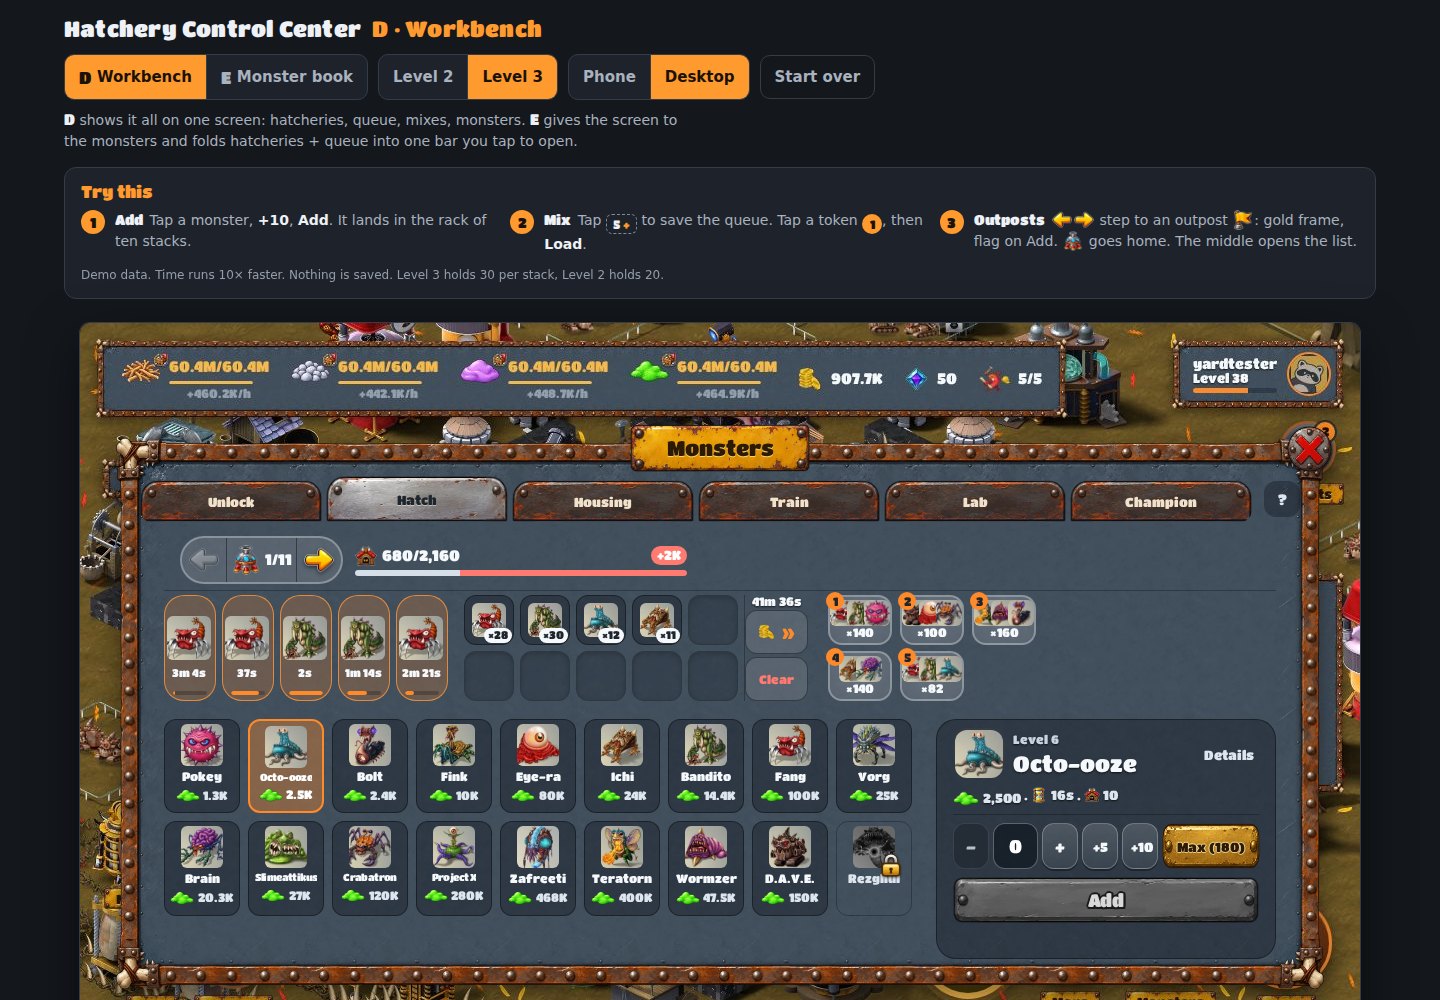 Hatchery Control Center D · Workbench
D Workbench E Monster book Level 2 Level 3 Phone Desktop Start over
D shows it all on one screen: hatcheries, queue, mixes, monsters. E gives the screen to
the monsters and folds hatcheries + queue into one bar you tap to open.
Try this
1 Add Tap a monster, +10, Add. It lands in the rack of
ten stacks.
2 Mix Tap 5+ to save the queue. Tap a token 1, then
Load.
3 Outposts step to an outpost : gold frame,
flag on Add. goes home. The middle opens the list.
Demo data. Time runs 10× faster. Nothing is saved. Level 3 holds 30 per stack, Level 2 holds 20.
60.4M/60.4M 60.4M/60.4M 60.4M/60.4M 60.4M/60.4M 907.7K 50 5/5
+460.2K/h +442.1K/h +448.7K/h +464.9K/h
yardtester
Level 38
Monsters
Unlock Hatch Housing Train Lab Champion ?
1/11 680/2,160 +2K
3m 4s 37s 2s 1m 14s 2m 21s
×28 ×30 ×12 ×11
41m 36s
Clear
1 ×140 2 ×100 3 ×160
4 ×140 5 ×82
Pokey Octo-ooze Bolt Fink Eye-ra Ichi Bandito Fang Vorg
1.3K 2.5K 2.4K 10K 80K 24K 14.4K 100K 25K
Brain Slimeattikus Crabatron Project X Zafreeti Teratorn Wormzer D.A.V.E.
20.3K 27K 120K 280K 468K 400K 47.5K 150K
Level 6
Octo-ooze Details
2,500 · 16s · 10
- 0 + +5 +10 Max (180)
Add